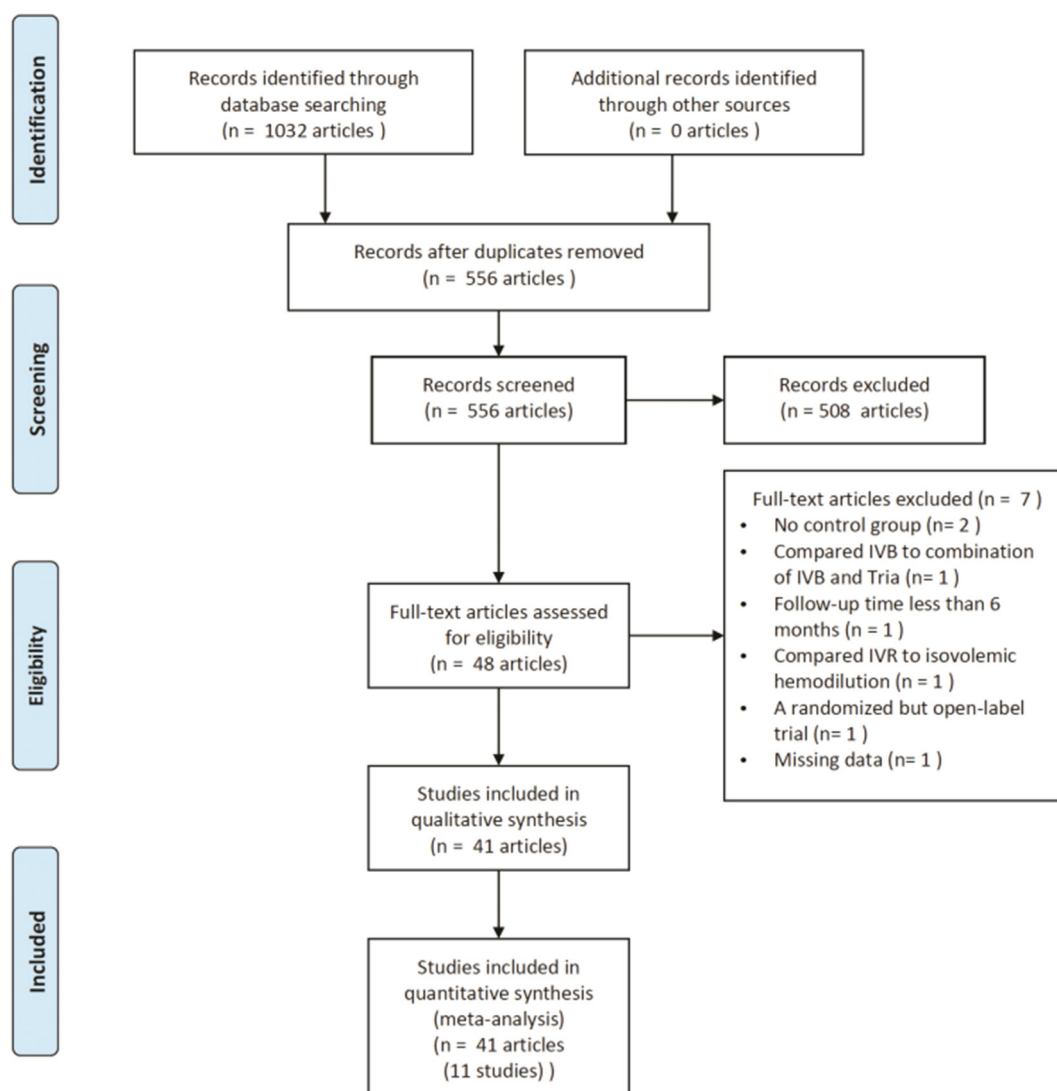 Identification
Records identified through
database searching
(n = 1032 articles )
Additional records identified
through other sources
(n = 0 articles )
Records after duplicates removed
(n = 556 articles )
Screening
Records screened
(n = 556 articles)
Records excluded
(n = 508 articles)
Eligibility
Full-text articles assessed
for eligibility
(n = 48 articles)
Full-text articles excluded (n = 7 )
• No control group (n= 2 )
• Compared IVB to combination
of IVB and Tria (n= 1 )
• Follow-up time less than 6
months (n = 1 )
• Compared IVR to isovolemic
hemodilution (n = 1 )
• A randomized but open-label
trial (n= 1 )
• Missing data (n= 1 )
Studies included in
qualitative synthesis
(n = 41 articles)
Included
Studies included in
quantitative synthesis
(meta-analysis)
(n = 41 articles
(11 studies) )